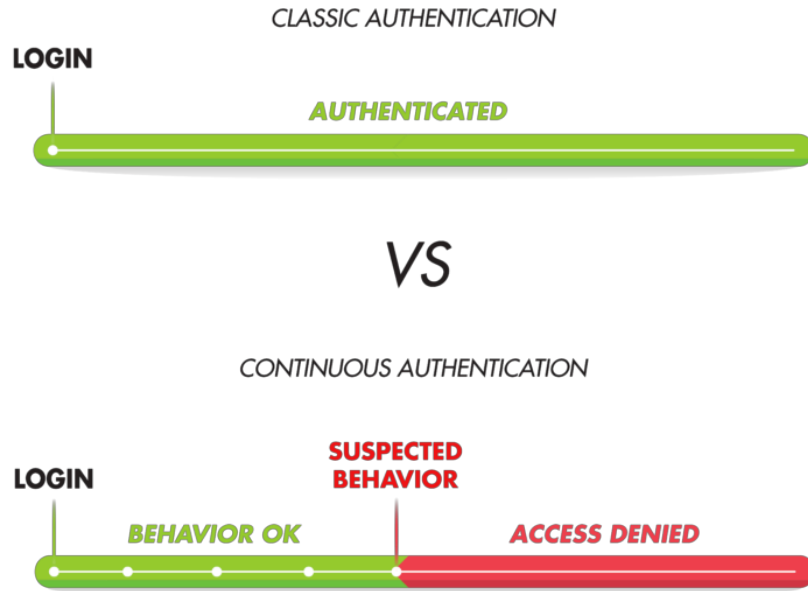 CLASSIC AUTHENTICATION
LOGIN
AUTHENTICATED
VS
CONTINUOUS AUTHENTICATION
SUSPECTED
BEHAVIOR
LOGIN
BEHAVIOR OK
ACCESS DENIED